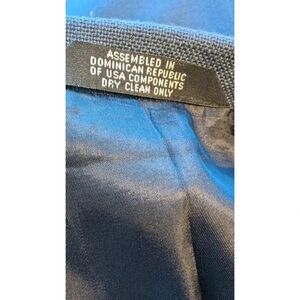 ASSEMBLED IN
DOMINICAN REPUBLIC
OF USA COMPONENTS
DRY CLEAN ONLY